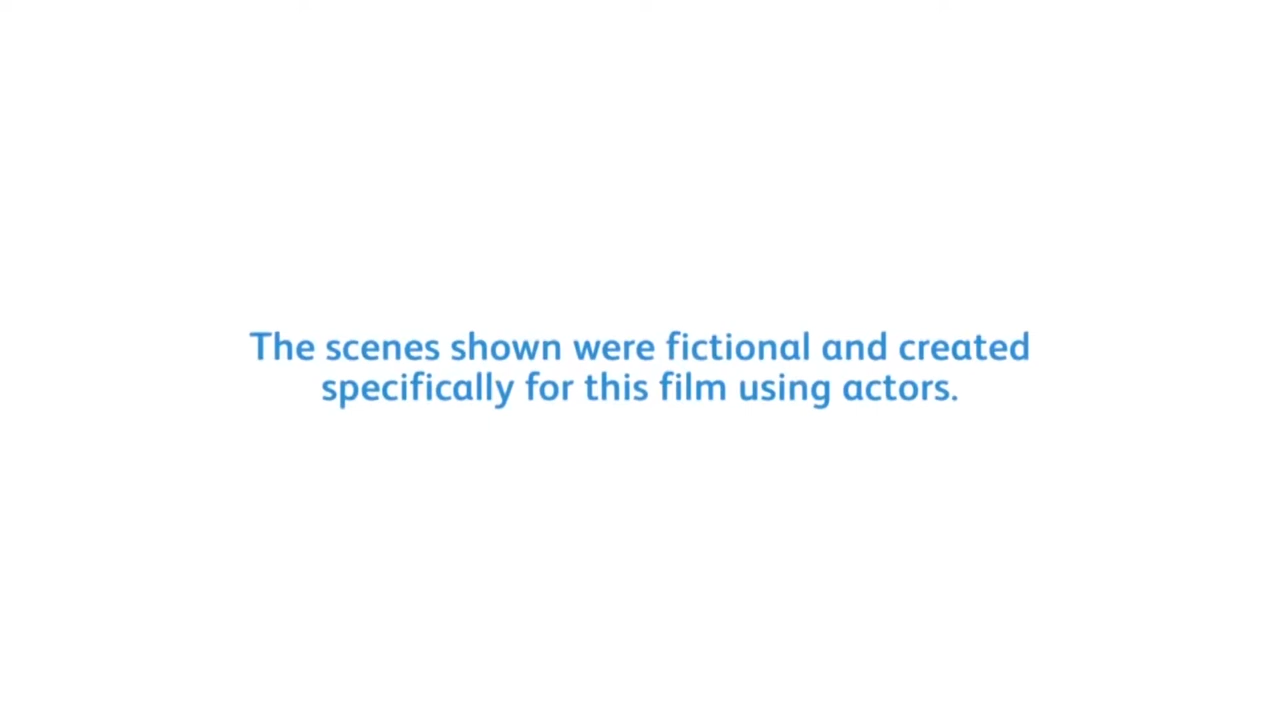 The scenes shown were fictional and created
specifically for this film using actors.